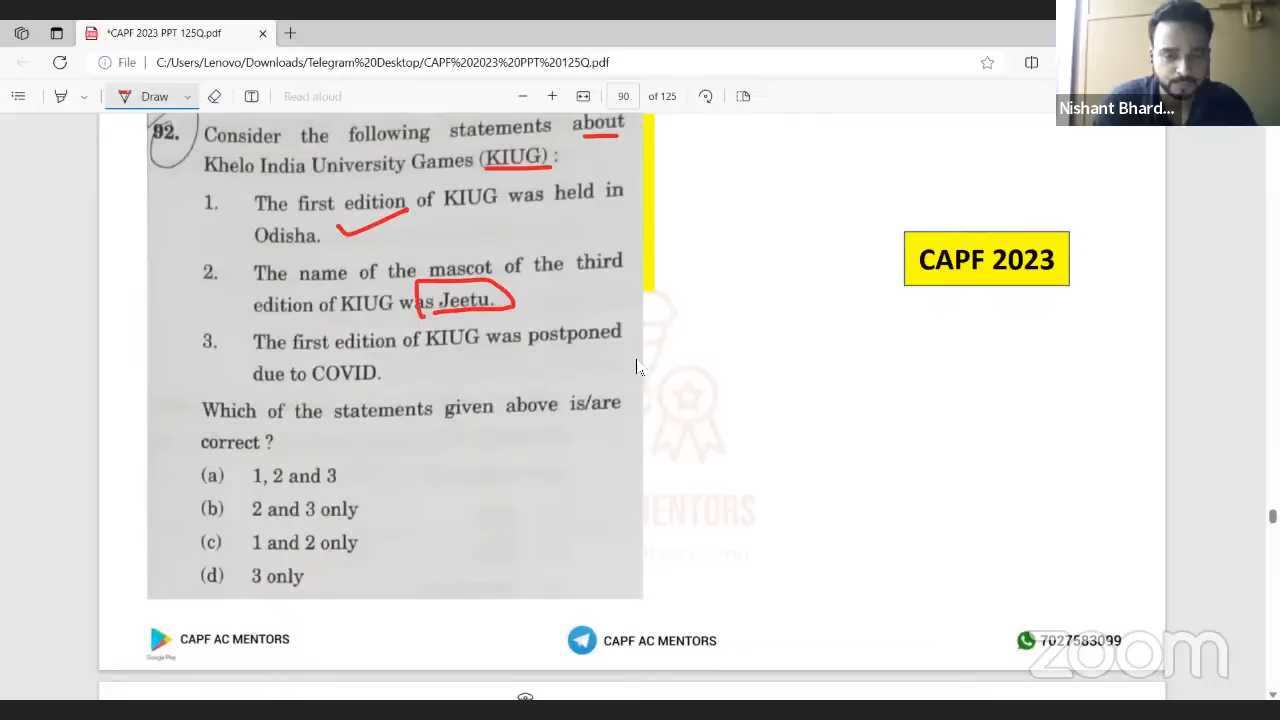 *CAPF 2023 PPT 125Q.pdf
File
C:/Users/Lenovo/Downloads/Telegram%20Desktop/CAPF%202023%20PPT%20125Q.pdf
Draw
Read aloud
90
of 125
Nishant Bhard...
92. Consider the following statements about
Khelo India University Games (KIUG) :
1. The first edition of KIUG was held in
Odisha.
2. The name of the mascot of the third
edition of KIUG was Jeetu.
3. The first edition of KIUG was postponed
due to COVID.
Which of the statements given above is/are
correct ?
(a) 1, 2 and 3
(b) 2 and 3 only
(c) 1 and 2 only
(d) 3 only
CAPF 2023
MENTORS
Google Play
CAPF AC MENTORS
CAPF AC MENTORS
7027583099
zoom